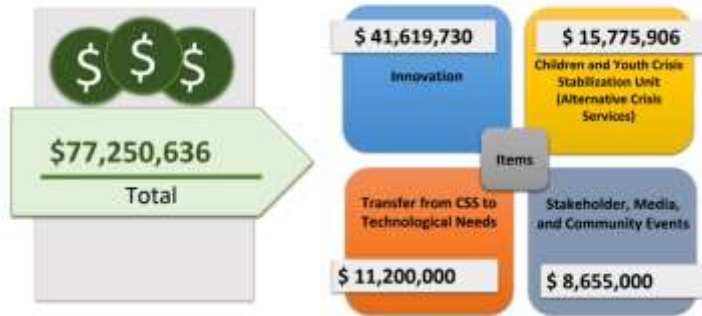 $ $ $
$77,250,636
Total
$ 41,619,730
Innovation
$ 15,775,906
Children and Youth Crisis
Stabilization Unit
(Alternative Crisis
Services)
Items
Transfer from CSS to
Technological Needs
$ 11,200,000
Stakeholder, Media,
and Community Events
$ 8,655,000